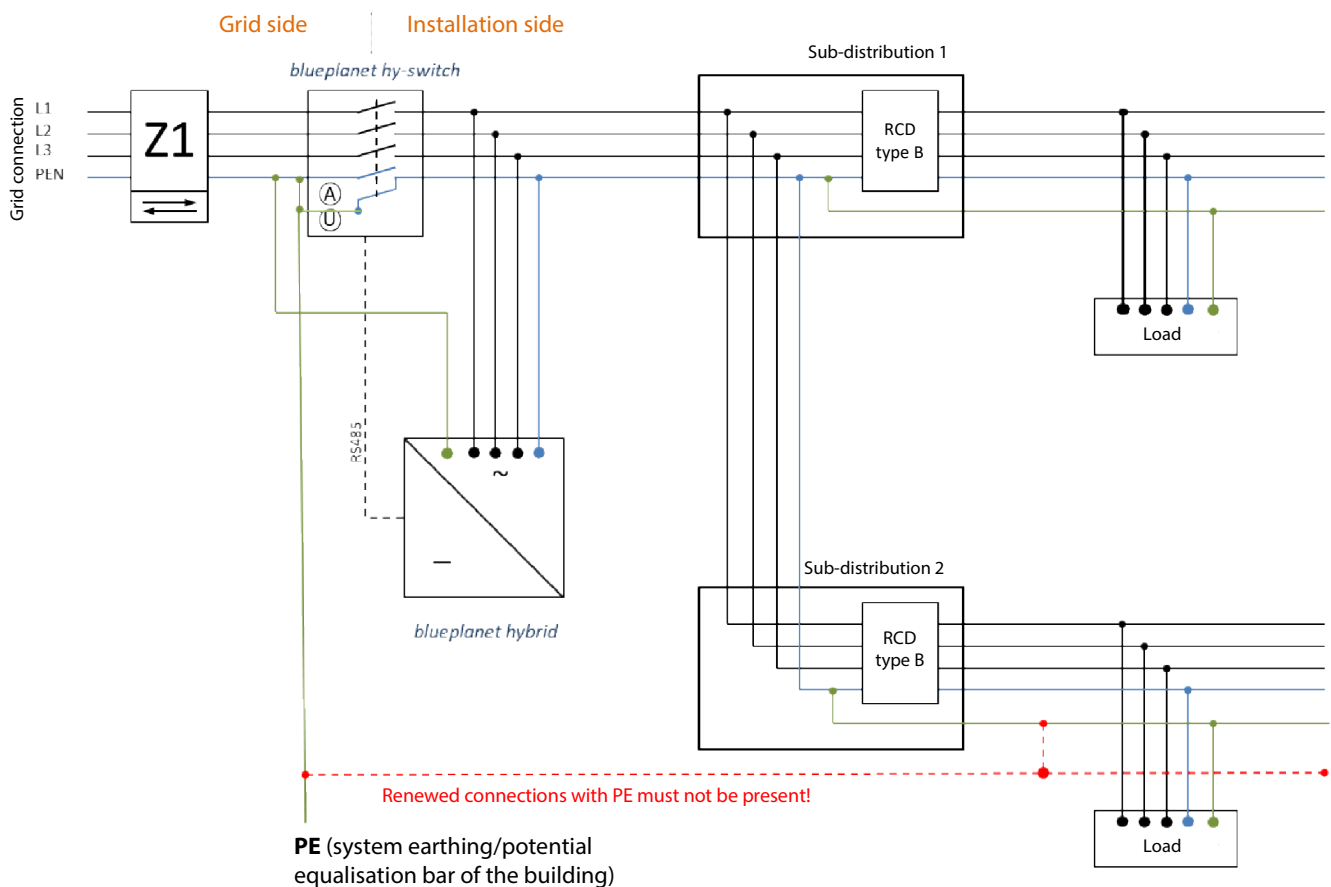 Grid side
Installation side
blueplanet hy-switch
Sub-distribution 1
Grid connection
L1
L2
L3
PEN
Z1
A
U
RCD
type B
Load
RS485
~
–
blueplanet hybrid
Sub-distribution 2
RCD
type B
Renewed connections with PE must not be present!
Load
PE (system earthing/potential
equalisation bar of the building)